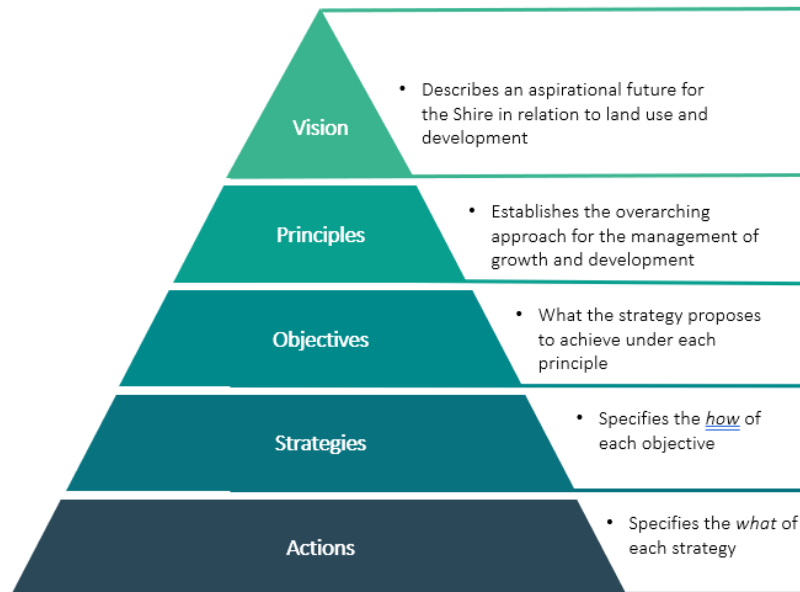 Vision
• Describes an aspirational future for
the Shire in relation to land use and
development
Principles
• Establishes the overarching
approach for the management of
growth and development
Objectives
• What the strategy proposes
to achieve under each
principle
Strategies
• Specifies the how of
each objective
Actions
• Specifies the what of
each strategy